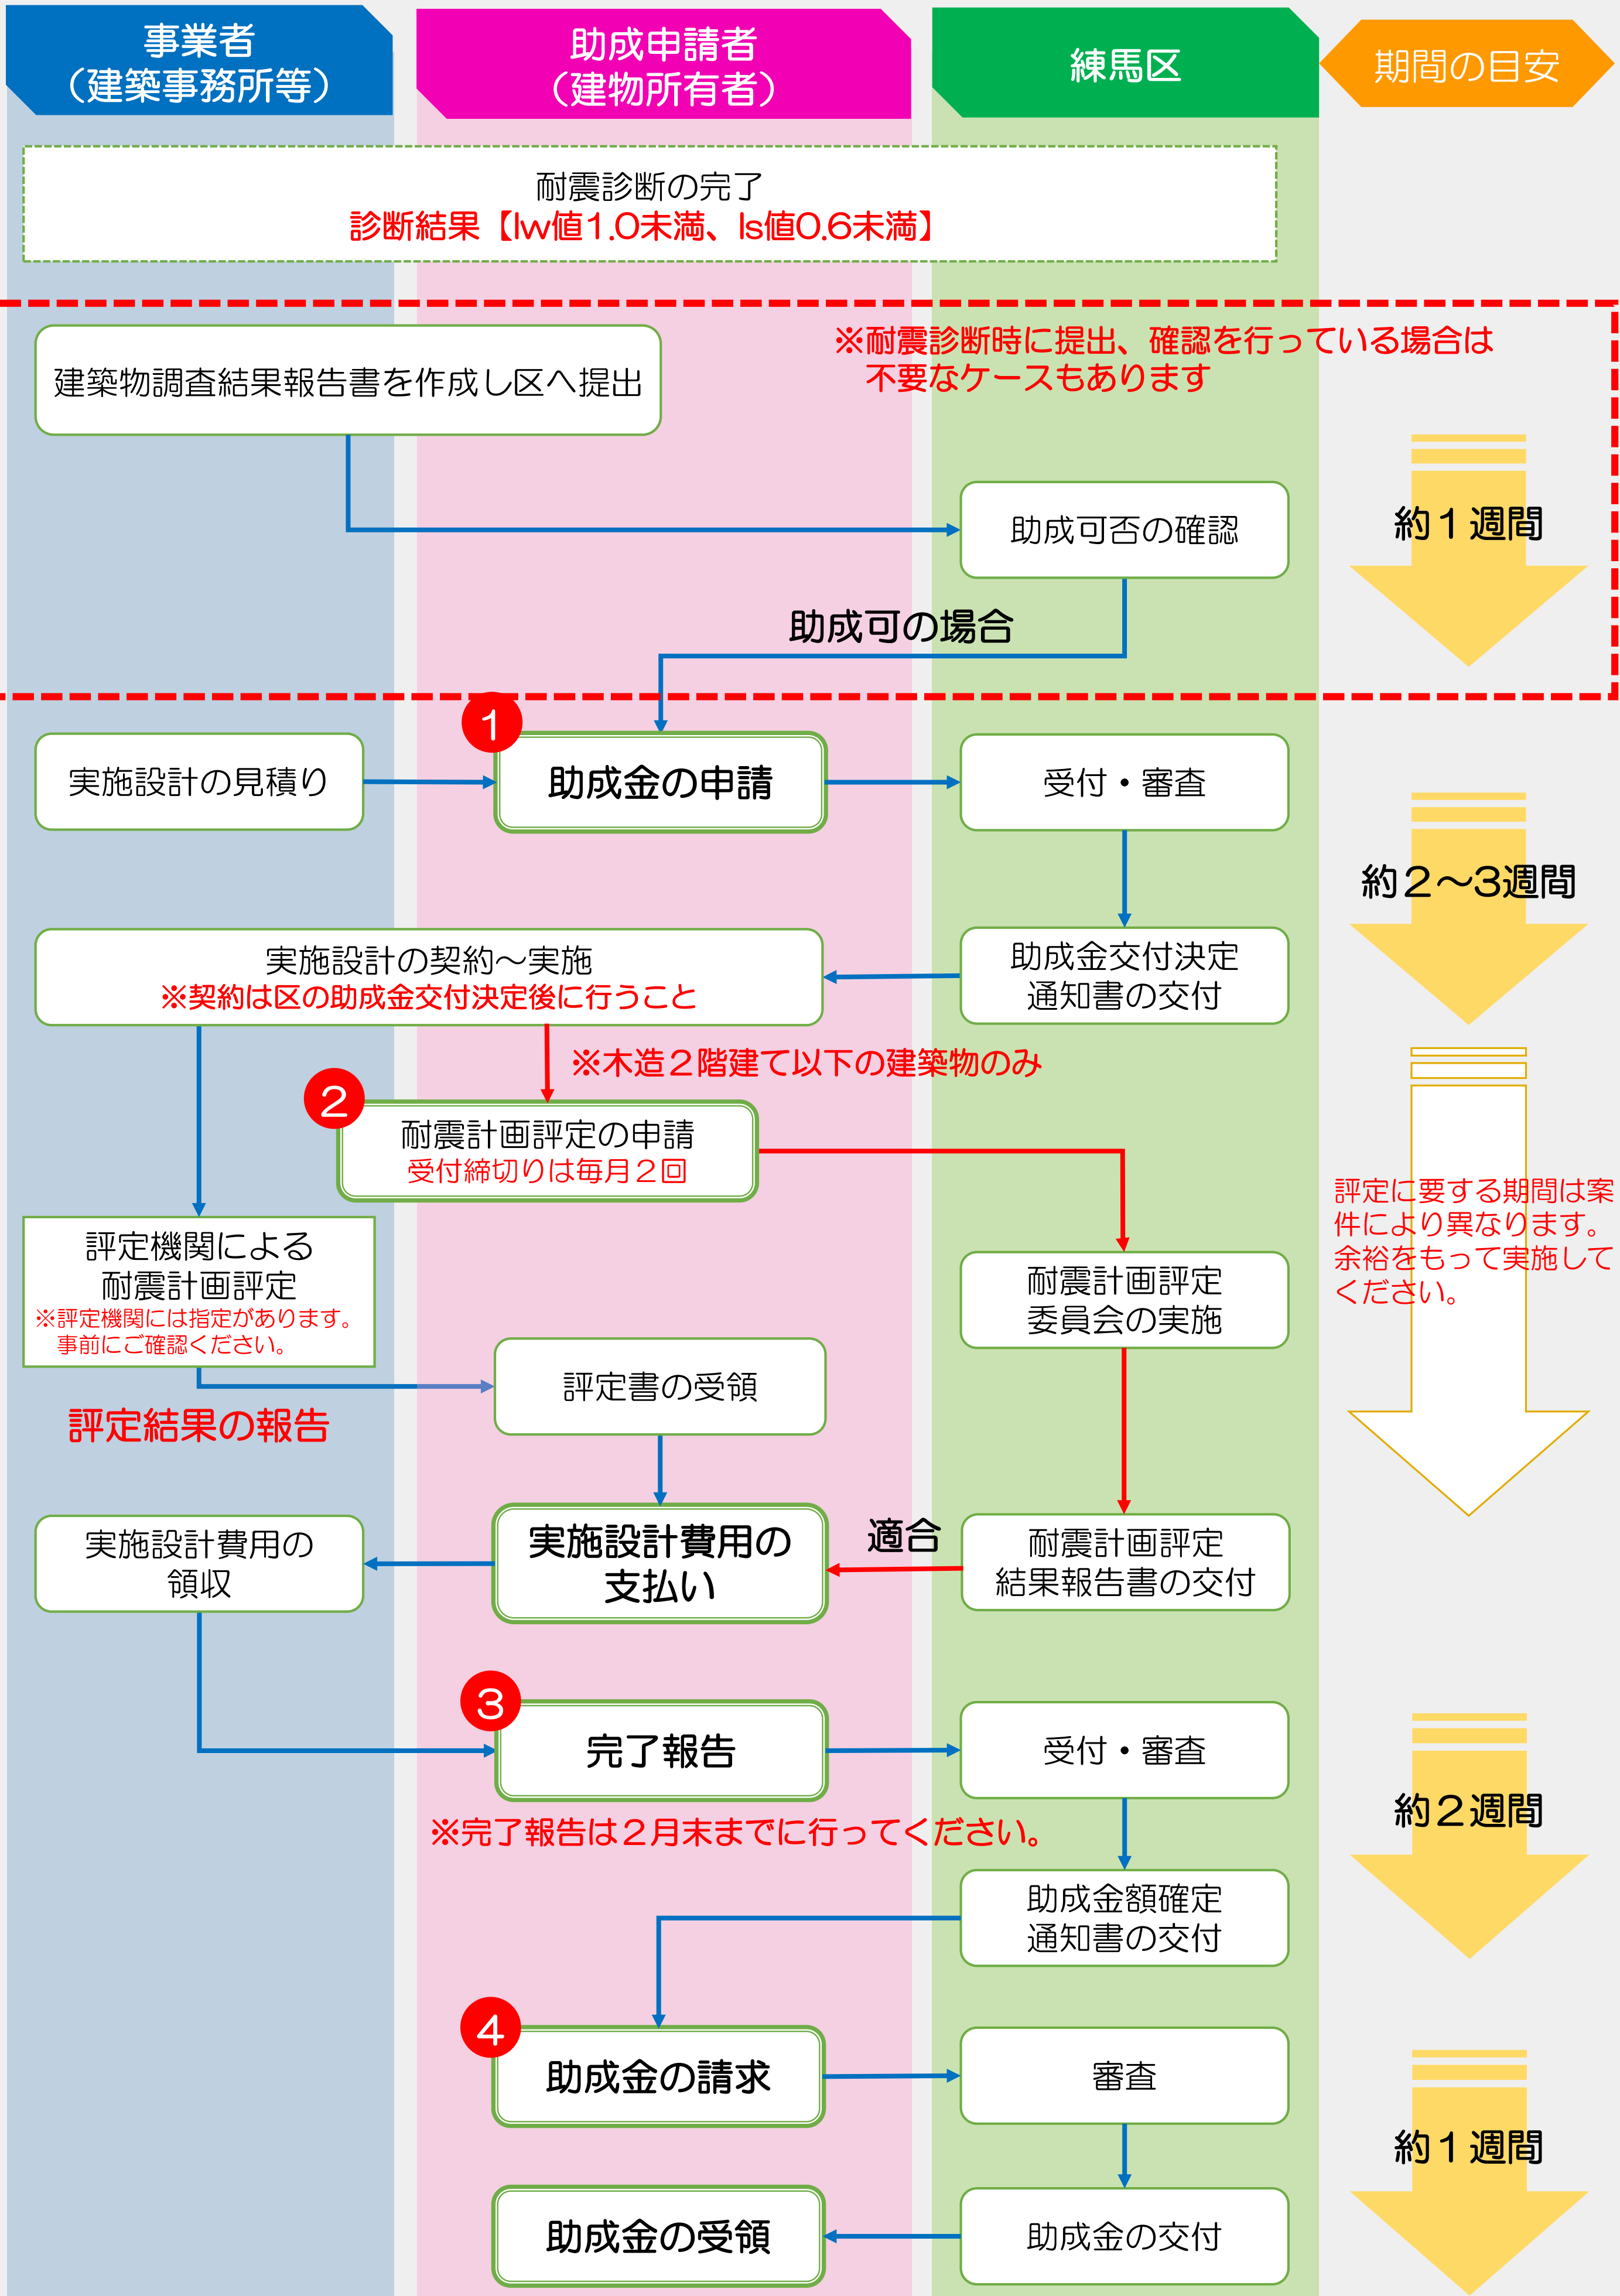 事業者
（建築事務所等）
助成申請者
（建物所有者）
練馬区
期間の目安
耐震診断の完了
診断結果【Iw値1.0未満、Is値0.6未満】
※耐震診断時に提出、確認を行っている場合は
不要なケースもあります
建築物調査結果報告書を作成し区へ提出
助成可否の確認
約１週間
助成可の場合
1
実施設計の見積り
助成金の申請
受付・審査
約２～3週間
実施設計の契約～実施
※契約は区の助成金交付決定後に行うこと
助成金交付決定
通知書の交付
※木造２階建て以下の建築物のみ
2
耐震計画評定の申請
受付締切りは毎月２回
評定に要する期間は案
件により異なります。
余裕をもって実施して
ください。
評定機関による
耐震計画評定
※評定機関には指定があります。
事前にご確認ください。
耐震計画評定
委員会の実施
評定書の受領
評定結果の報告
実施設計費用の
領収
実施設計費用の
支払い
適合
耐震計画評定
結果報告書の交付
3
完了報告
受付・審査
約２週間
※完了報告は２月末までに行ってください。
助成金額確定
通知書の交付
4
助成金の請求
審査
約１週間
助成金の受領
助成金の交付